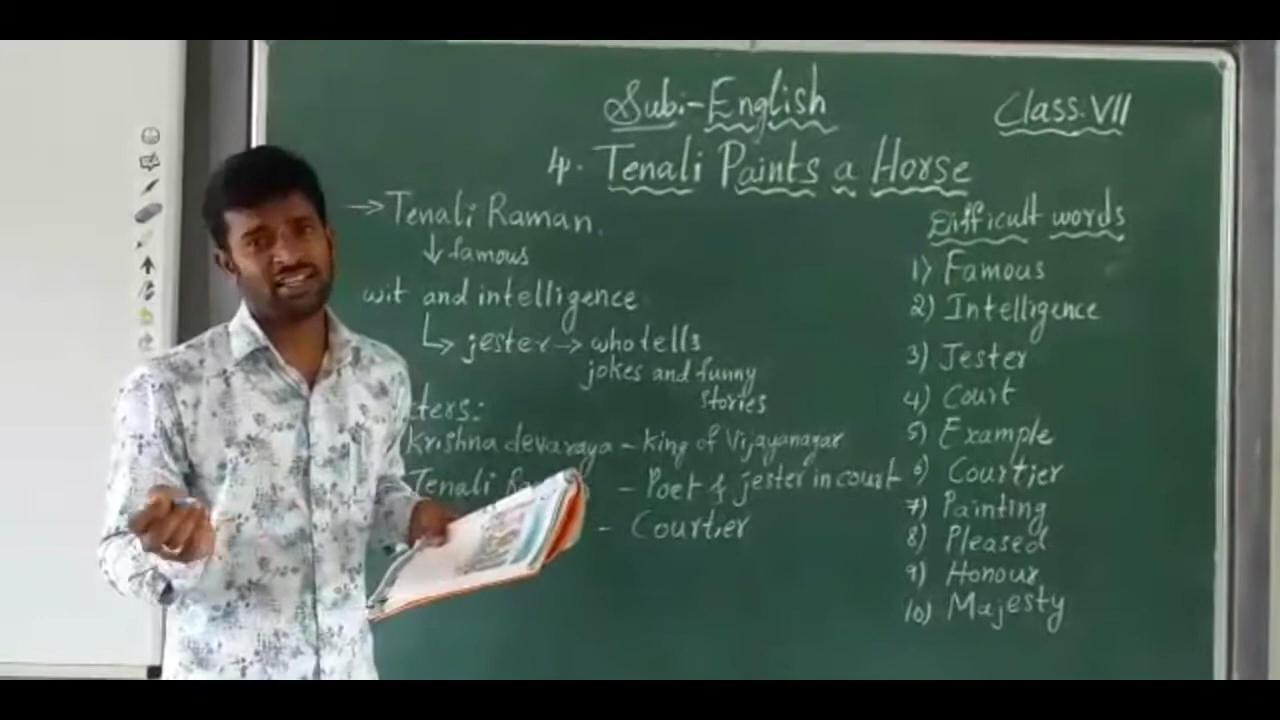 Sub:-English
Class.VII
4. Tenali Paints a Horse
→Tenali Raman.
↓famous
wit and intelligence
↳jester→who tells
jokes and funny
stories
cters:
Krishna devaraya – King of Vijayanagar
Tenali – Poet & jester in court
– Courtier
Difficult words
1) Famous
2) Intelligence
3) Jester
4) Court
5) Example
6) Courtier
7) Painting
8) Pleased
9) Honour
10) Majesty